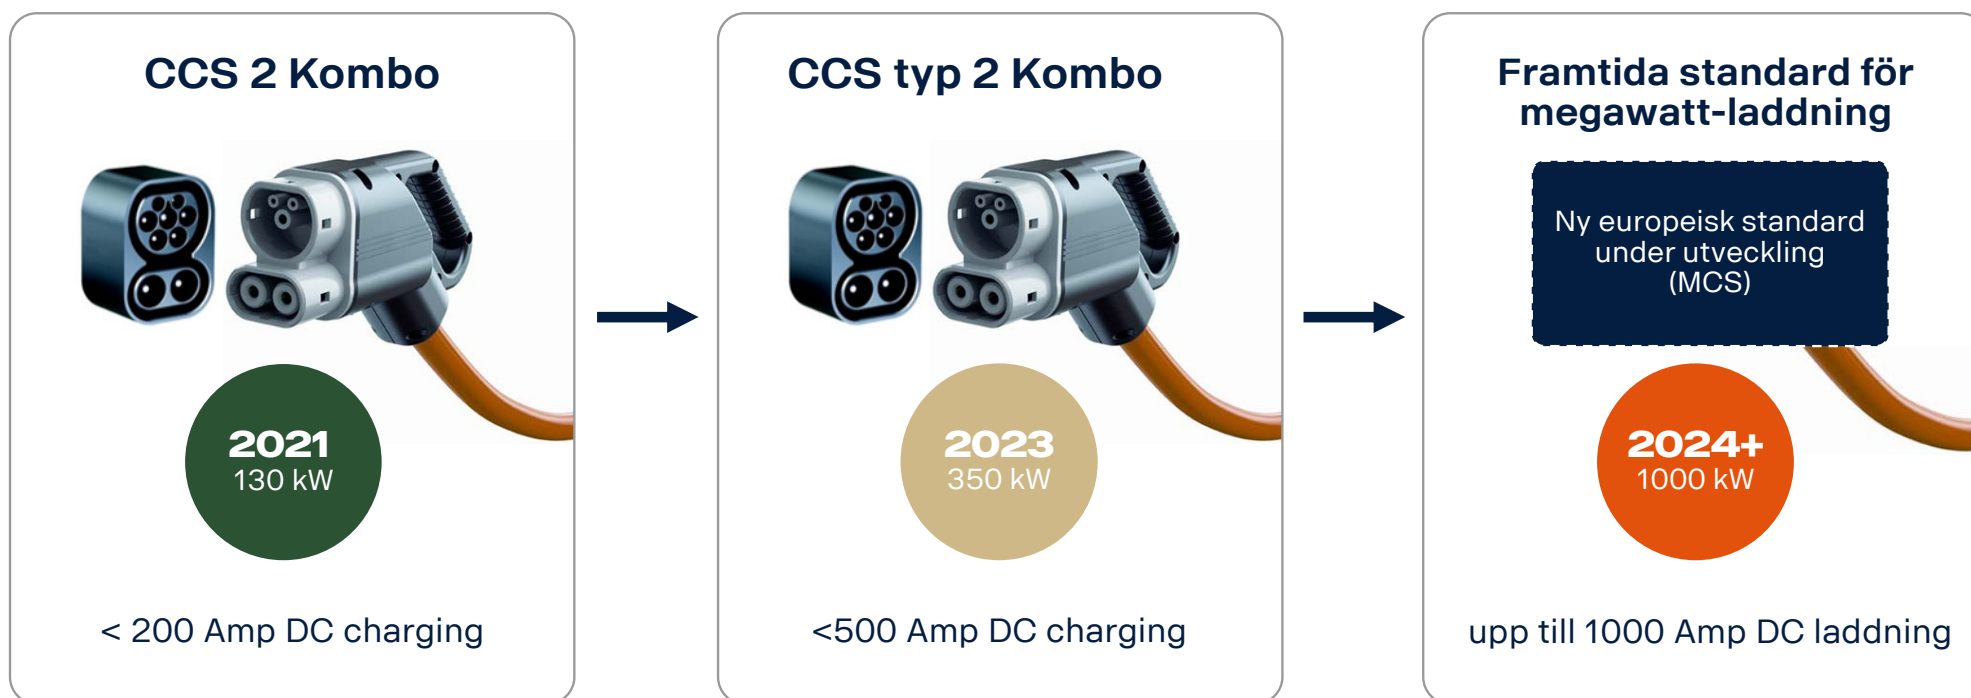 CCS 2 Kombo
2021
130 kW
< 200 Amp DC charging
CCS typ 2 Kombo
2023
350 kW
<500 Amp DC charging
Framtida standard för
megawatt-laddning
Ny europeisk standard
under utveckling
(MCS)
2024+
1000 kW
upp till 1000 Amp DC laddning